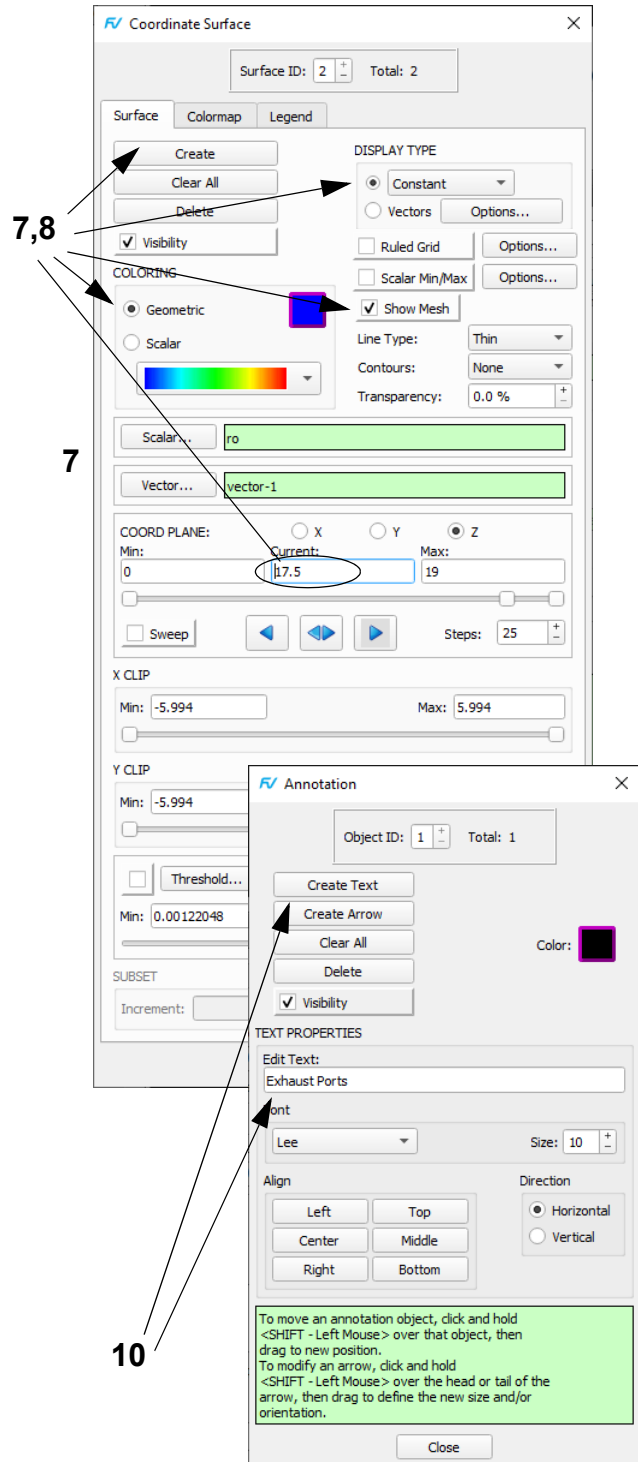 Coordinate Surface
Surface ID: 2 Total: 2
Surface Colormap Legend
Create
Clear All
Delete
Visibility
DISPLAY TYPE
Constant
Vectors Options...
Ruled Grid Options...
Scalar Min/Max Options...
Show Mesh
Line Type: Thin
Contours: None
Transparency: 0.0 %
7,8
COLORING
Geometric
Scalar
Scalar... ro
7
Vector... vector-1
COORD PLANE: X Y Z
Min: Current: Max:
0 17.5 19
Sweep Steps: 25
X CLIP
Min: -5.994 Max: 5.994
Y CLIP
Min: -5.994
Threshold...
Min: 0.00122048
SUBSET
Increment:
Annotation
Object ID: 1 Total: 1
Create Text
Create Arrow
Clear All
Delete
Visibility
Color:
TEXT PROPERTIES
Edit Text:
Exhaust Ports
Font
Lee Size: 10
Align Direction
Left Top Horizontal
Center Middle Vertical
Right Bottom
10
To move an annotation object, click and hold
<SHIFT - Left Mouse> over that object, then
drag to new position.
To modify an arrow, click and hold
<SHIFT - Left Mouse> over the head or tail of the
arrow, then drag to define the new size and/or
orientation.
Close